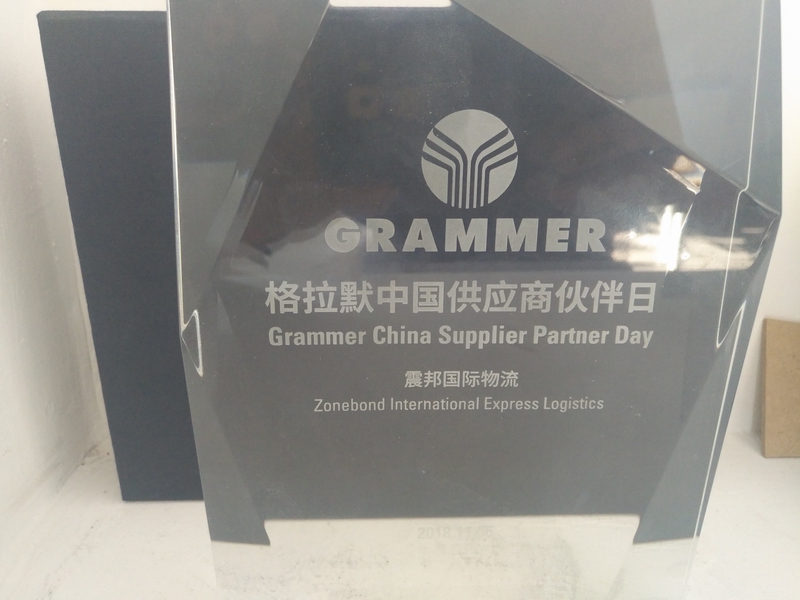 GRAMMER
格拉默中国供应商伙伴日
Grammer China Supplier Partner Day
震邦国际物流
Zonebond International Express Logistics